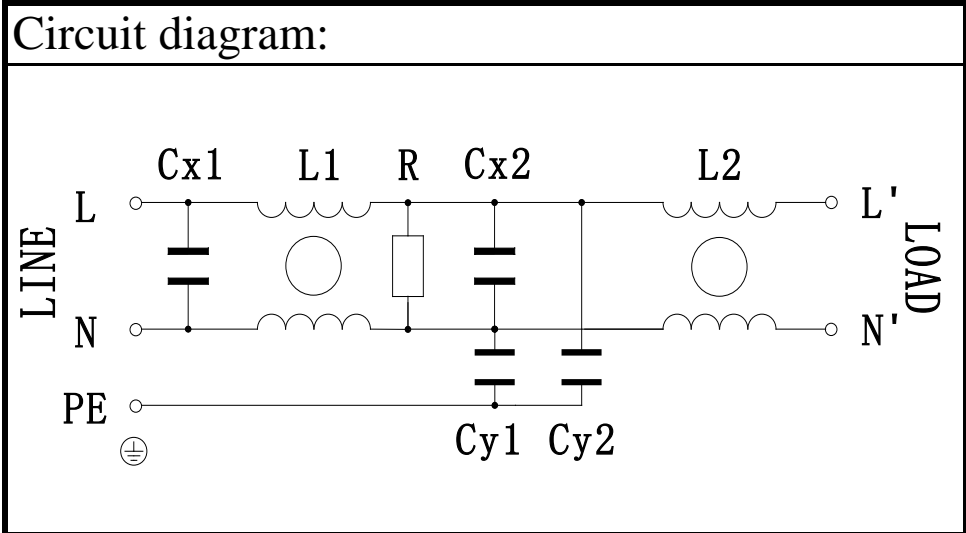 Circuit diagram:
Cx1 L1 R Cx2 L2
L L'
LINE LOAD
N N'
PE
Cy1 Cy2